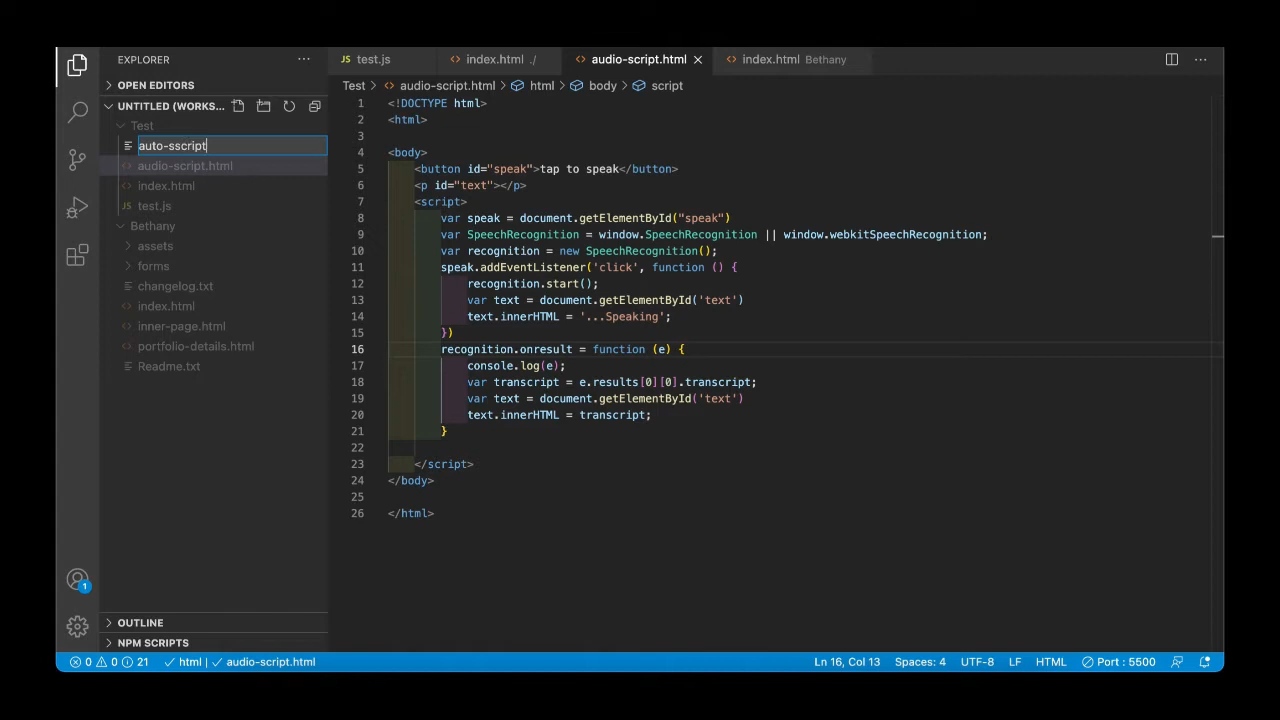 EXPLORER
test.js
index.html ./
audio-script.html
index.html Bethany
OPEN EDITORS
Test > audio-script.html > html > body > script
UNTITLED (WORKS...
Test
auto-sscript
audio-script.html
index.html
test.js
Bethany
assets
forms
changelog.txt
index.html
inner-page.html
portfolio-details.html
Readme.txt
OUTLINE
NPM SCRIPTS
1 <!DOCTYPE html>
2 <html>
3
4 <body>
5 <button id="speak">tap to speak</button>
6 <p id="text"></p>
7 <script>
8 var speak = document.getElementById("speak")
9 var SpeechRecognition = window.SpeechRecognition || window.webkitSpeechRecognition;
10 var recognition = new SpeechRecognition();
11 speak.addEventListener('click', function () {
12 recognition.start();
13 var text = document.getElementById('text')
14 text.innerHTML = '...Speaking';
15 })
16 recognition.onresult = function (e) {
17 console.log(e);
18 var transcript = e.results[0][0].transcript;
19 var text = document.getElementById('text')
20 text.innerHTML = transcript;
21 }
22
23 </script>
24 </body>
25
26 </html>
1
0 0 21 html | audio-script.html
Ln 16, Col 13 Spaces: 4 UTF-8 LF HTML Port : 5500